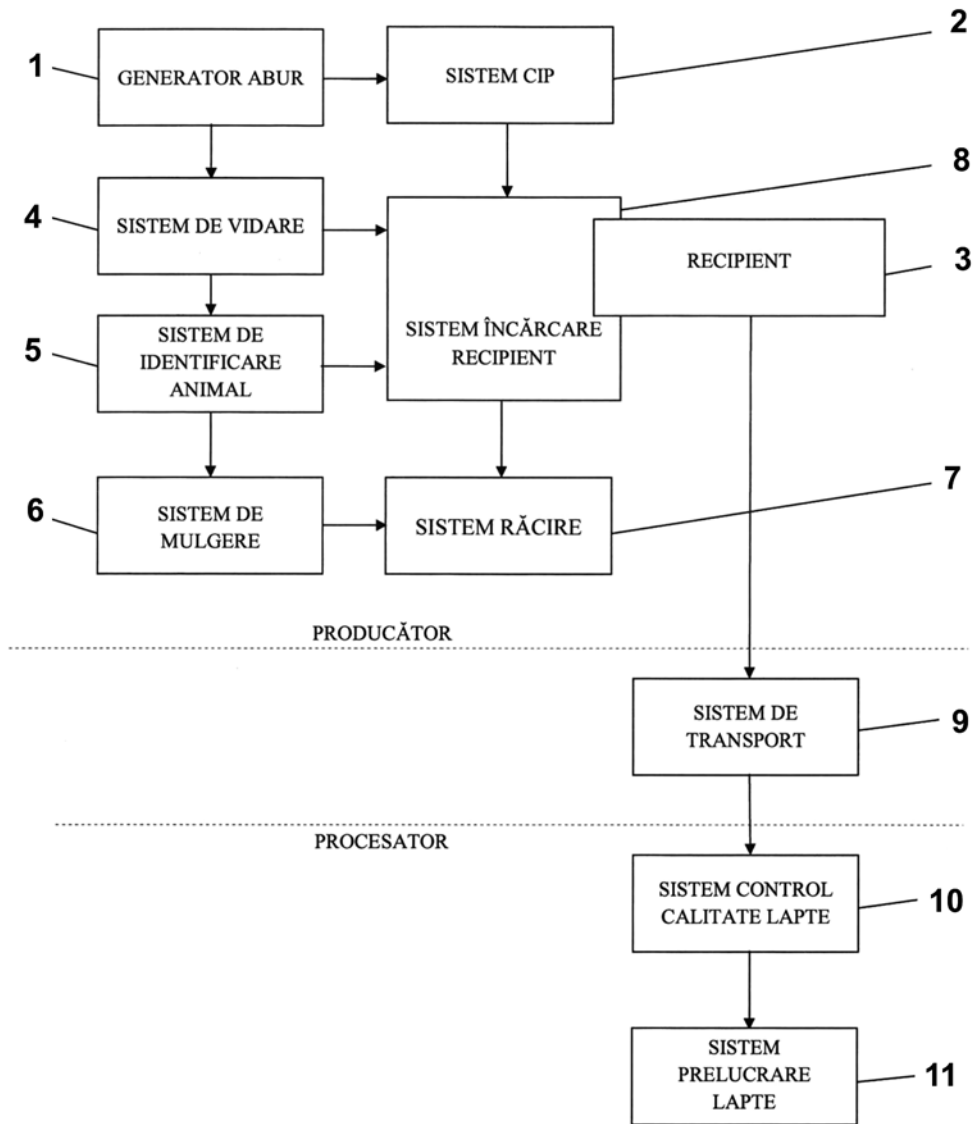 2
1
GENERATOR ABUR
SISTEM CIP
8
4
SISTEM DE VIDARE
RECIPIENT
3
5
SISTEM DE
IDENTIFICARE
ANIMAL
SISTEM ÎNCĂRCARE
RECIPIENT
7
6
SISTEM DE
MULGERE
SISTEM RĂCIRE
PRODUCĂTOR
SISTEM DE
TRANSPORT
9
PROCESATOR
SISTEM CONTROL
CALITATE LAPTE
10
SISTEM
PRELUCRARE
LAPTE
11